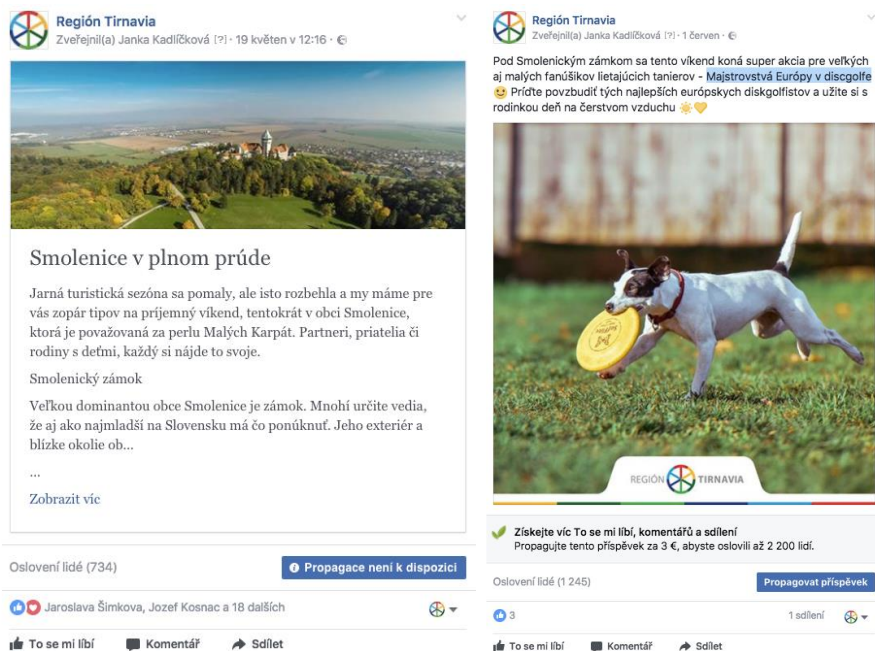 Región Tirnavia
Zveřejnil(a) Janka Kadlíčková [?] · 19 květen v 12:16 ·
Smolenice v plnom prúde
Jarná turistická sezóna sa pomaly, ale isto rozbehla a my máme pre
vás zopár tipov na príjemný víkend, tentokrát v obci Smolenice,
ktorá je považovaná za perlu Malých Karpát. Partneri, priatelia či
rodiny s deťmi, každý si nájde to svoje.
Smolenický zámok
Veľkou dominantou obce Smolenice je zámok. Mnohí určite vedia,
že aj ako najmladší na Slovensku má čo ponúknuť. Jeho exteriér a
blízke okolie ob...
...
Zobrazit víc
Oslovení lidé (734)
Propagace není k dispozici
Jaroslava Šimkova, Jozef Kosnac a 18 dalších
To se mi líbí Komentář Sdílet
Región Tirnavia
Zveřejnil(a) Janka Kadlíčková [?] · 1 červen ·
Pod Smolenickým zámkom sa tento víkend koná super akcia pre veľkých
aj malých fanúšikov lietajúcich tanierov - Majstrovstvá Európy v discgolfe
Príďte povzbudiť tých najlepších európskych diskgolfistov a užite si s
rodinkou deň na čerstvom vzduchu
REGIÓN TIRNAVIA
Získejte víc To se mi líbí, komentářů a sdílení
Propagujte tento příspěvek za 3 €, abyste oslovili až 2 200 lidí.
Oslovení lidé (1 245)
Propagovat příspěvek
3
1 sdílení
To se mi líbí Komentář Sdílet